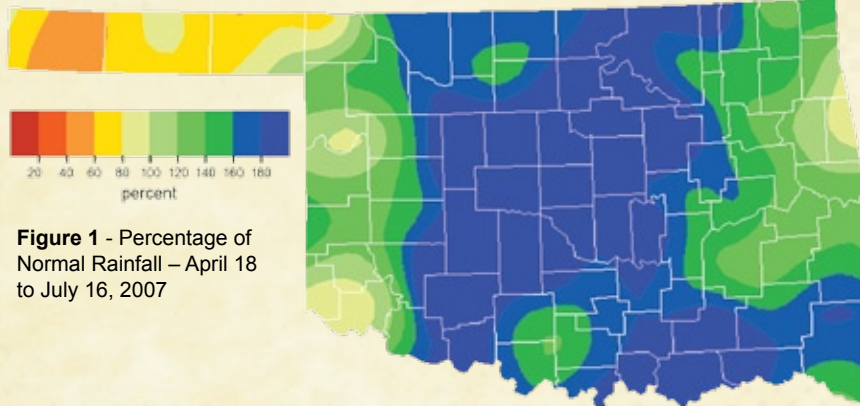 20 40 60 80 100 120 140 160 180
percent
Figure 1 - Percentage of
Normal Rainfall – April 18
to July 16, 2007